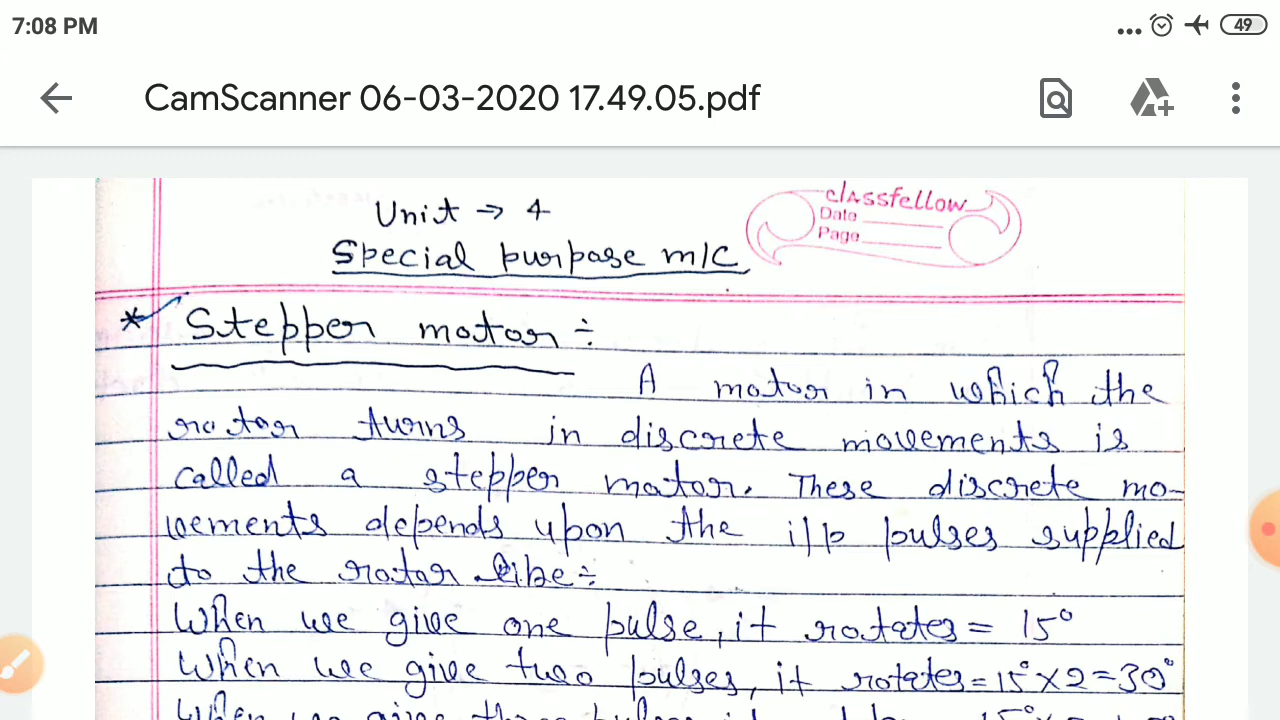 7:08 PM
49
CamScanner 06-03-2020 17.49.05.pdf
classfellow
Date
Page
Unit → 4
Special purpose m/c
* Stepper motor ÷
A motor in which the
rotor turns in discrete movements is
called a stepper motor. These discrete mo-
vements depends upon the i/p pulses supplied
to the rotor like ÷
When we give one pulse, it rotates = 15°
When we give two pulses, it rotates = 15° × 2 = 30°